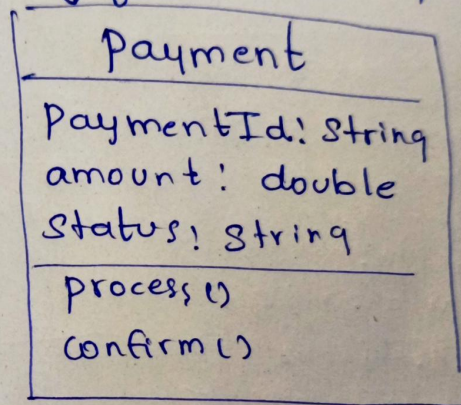 Payment
PaymentId: String
amount: double
Status: String
process()
confirm()